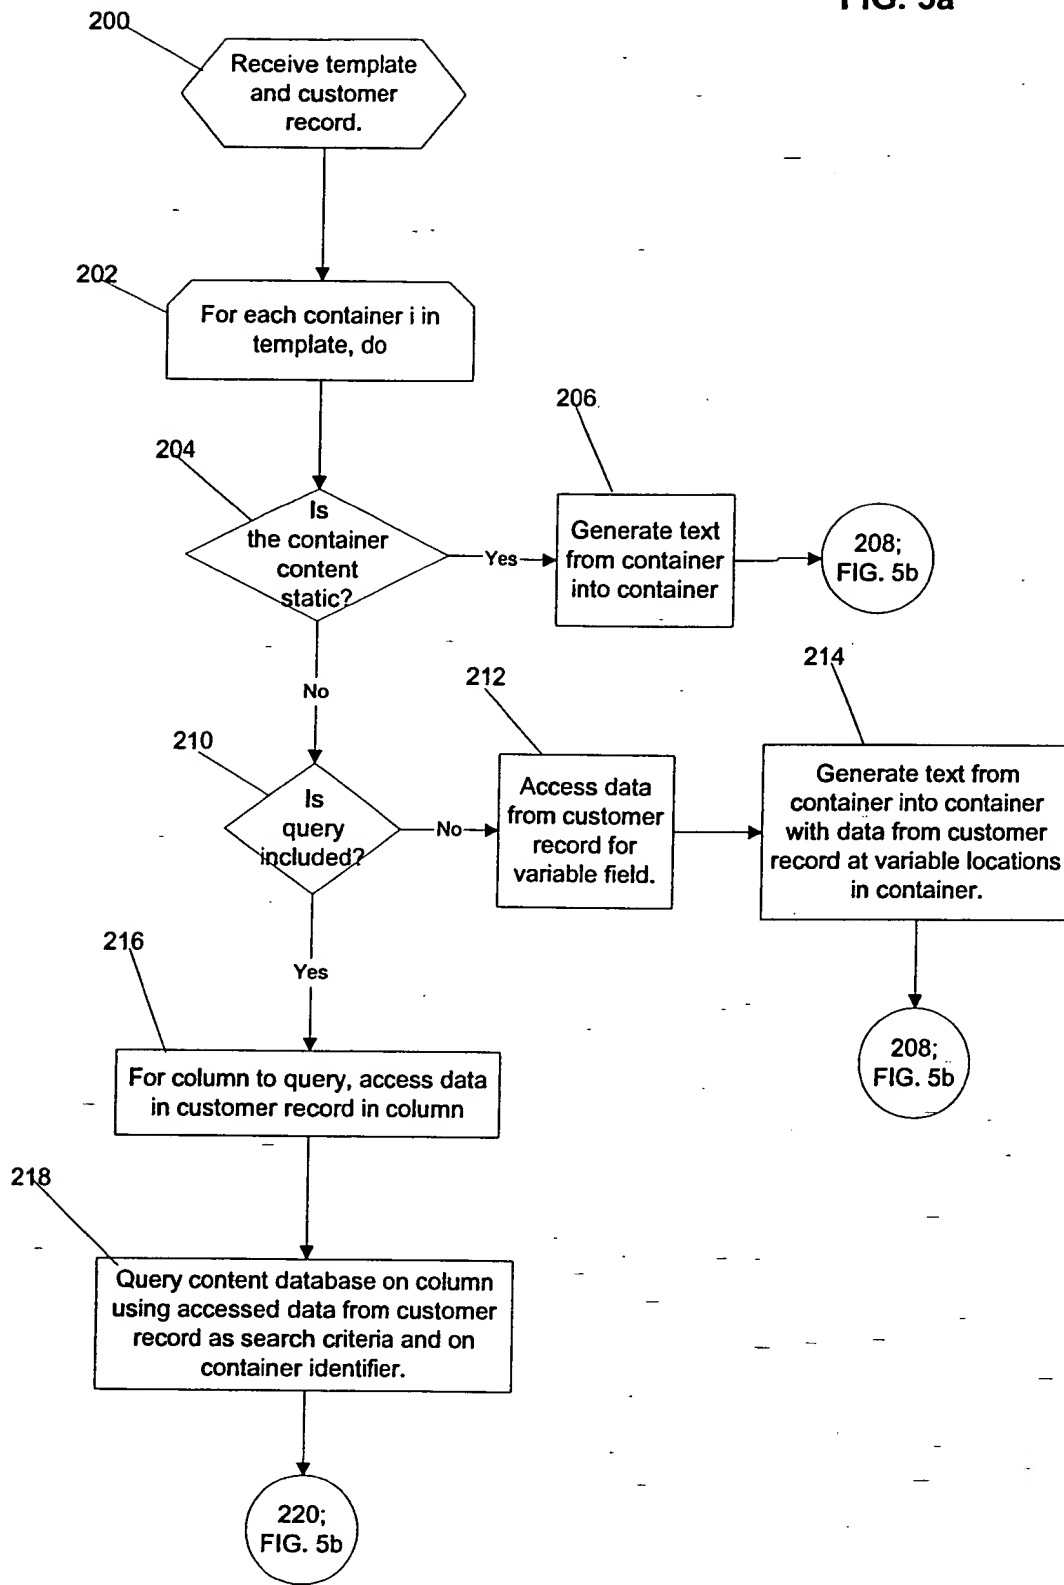 FIG. 5a
200
Receive template
and customer
record.
202
For each container i in
template, do
204
Is
the container
content
static?
Yes
206
Generate text
from container
into container
208;
FIG. 5b
No
210
Is
query
included?
No
212
Access data
from customer
record for
variable field.
214
Generate text from
container into container
with data from customer
record at variable locations
in container.
208;
FIG. 5b
Yes
216
For column to query, access data
in customer record in column
218
Query content database on column
using accessed data from customer
record as search criteria and on
container identifier.
220;
FIG. 5b